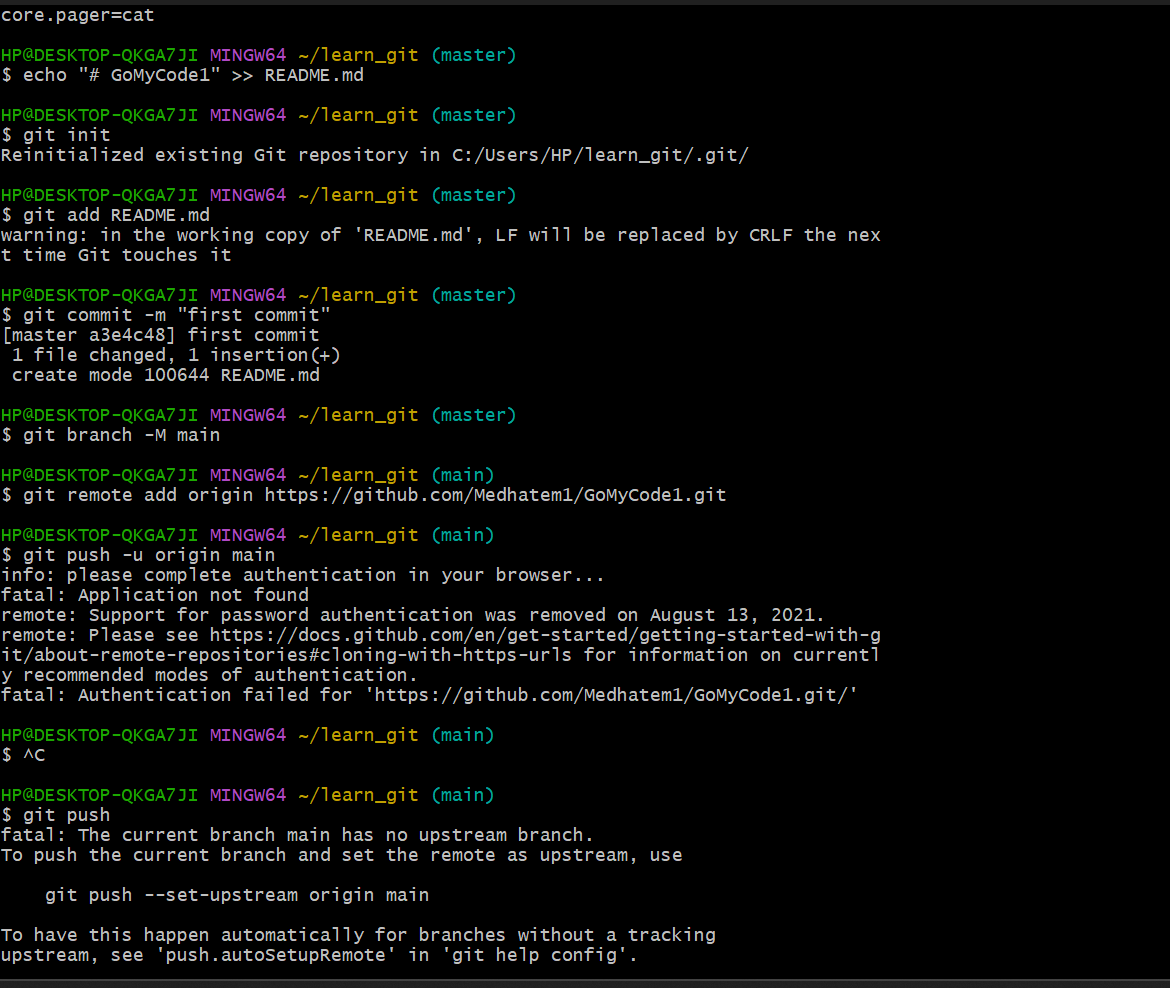 core.pager=cat
HP@DESKTOP-QKGA7JI MINGW64 ~/learn_git (master)
$ echo "# GoMyCode1" >> README.md
HP@DESKTOP-QKGA7JI MINGW64 ~/learn_git (master)
$ git init
Reinitialized existing Git repository in C:/Users/HP/learn_git/.git/
HP@DESKTOP-QKGA7JI MINGW64 ~/learn_git (master)
$ git add README.md
warning: in the working copy of 'README.md', LF will be replaced by CRLF the nex
t time Git touches it
HP@DESKTOP-QKGA7JI MINGW64 ~/learn_git (master)
$ git commit -m "first commit"
[master a3e4c48] first commit
 1 file changed, 1 insertion(+)
 create mode 100644 README.md
HP@DESKTOP-QKGA7JI MINGW64 ~/learn_git (master)
$ git branch -M main
HP@DESKTOP-QKGA7JI MINGW64 ~/learn_git (main)
$ git remote add origin https://github.com/Medhatem1/GoMyCode1.git
HP@DESKTOP-QKGA7JI MINGW64 ~/learn_git (main)
$ git push -u origin main
info: please complete authentication in your browser...
fatal: Application not found
remote: Support for password authentication was removed on August 13, 2021.
remote: Please see https://docs.github.com/en/get-started/getting-started-with-g
it/about-remote-repositories#cloning-with-https-urls for information on currentl
y recommended modes of authentication.
fatal: Authentication failed for 'https://github.com/Medhatem1/GoMyCode1.git/'
HP@DESKTOP-QKGA7JI MINGW64 ~/learn_git (main)
$ ^C
HP@DESKTOP-QKGA7JI MINGW64 ~/learn_git (main)
$ git push
fatal: The current branch main has no upstream branch.
To push the current branch and set the remote as upstream, use
    git push --set-upstream origin main
To have this happen automatically for branches without a tracking
upstream, see 'push.autoSetupRemote' in 'git help config'.